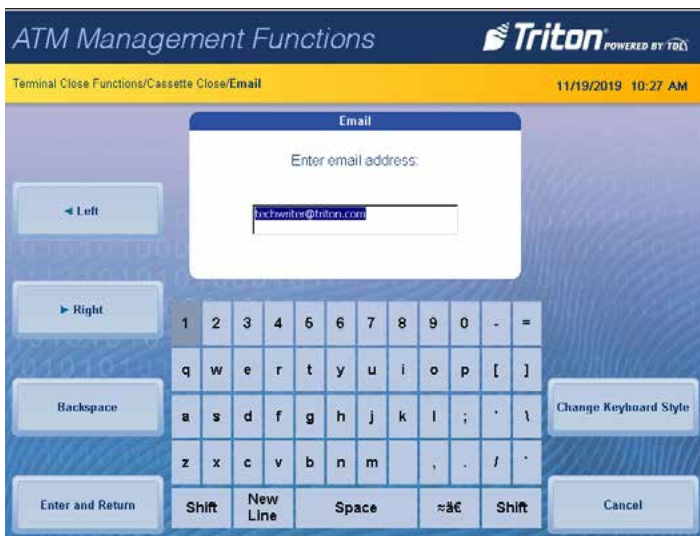 ATM Management Functions
Triton POWERED BY TDL
Terminal Close Functions/Cassette Close/Email
11/19/2019 10:27 AM
Email
Enter email address:
techwriter@triton.com
◄ Left
► Right
Backspace
Enter and Return
1 2 3 4 5 6 7 8 9 0 - =
q w e r t y u i o p [ ]
a s d f g h j k l ; ' \
z x c v b n m , . /
Shift New Line Space ≈ä€ Shift
Change Keyboard Style
Cancel